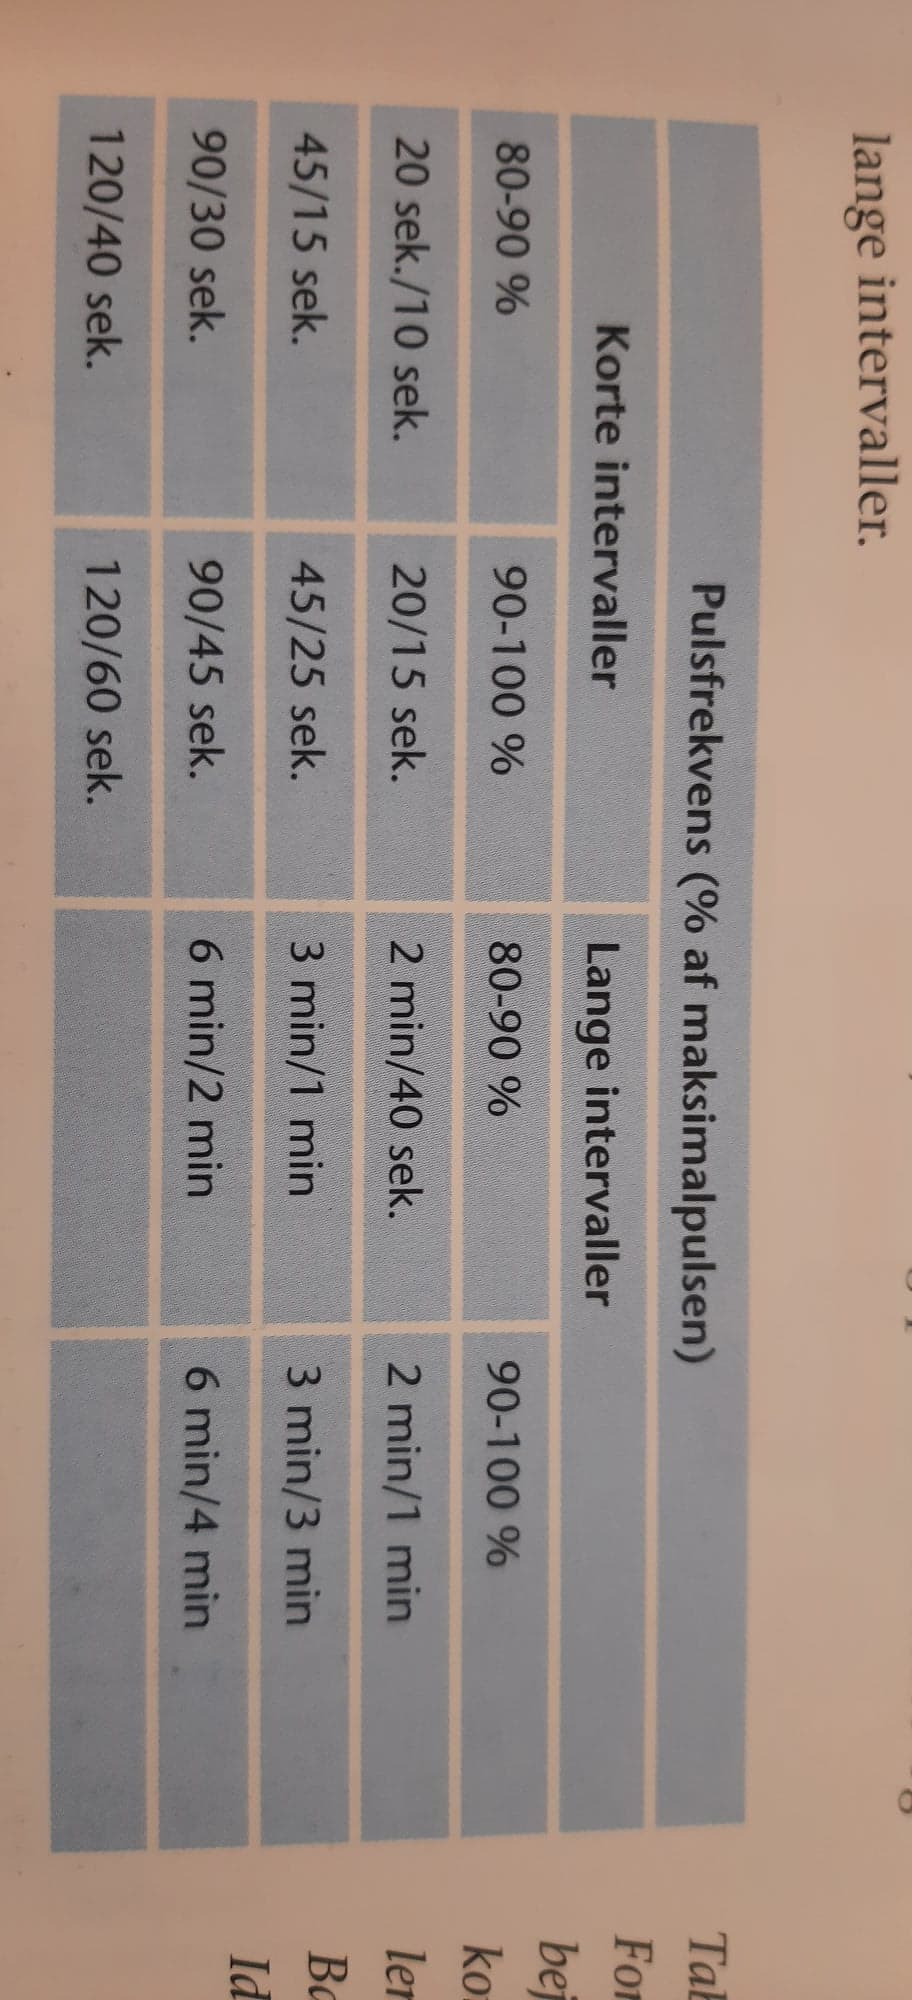 lange intervaller.
Pulsfrekvens (% af maksimalpulsen)
Korte intervaller Lange intervaller
80-90 % 90-100 % 80-90 % 90-100 %
20 sek./10 sek. 20/15 sek. 2 min/40 sek. 2 min/1 min
45/15 sek. 45/25 sek. 3 min/1 min 3 min/3 min
90/30 sek. 90/45 sek. 6 min/2 min 6 min/4 min
120/40 sek. 120/60 sek.